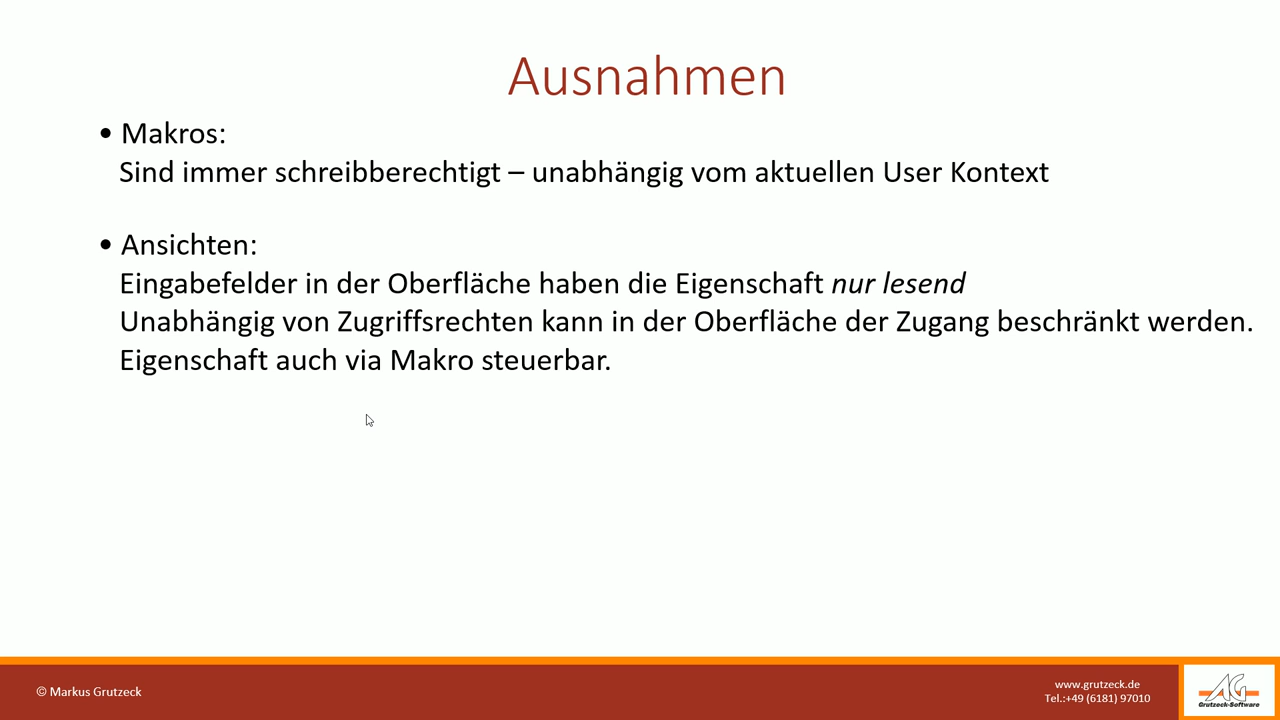 Ausnahmen
• Makros:
Sind immer schreibberechtigt – unabhängig vom aktuellen User Kontext
• Ansichten:
Eingabefelder in der Oberfläche haben die Eigenschaft nur lesend
Unabhängig von Zugriffsrechten kann in der Oberfläche der Zugang beschränkt werden.
Eigenschaft auch via Makro steuerbar.
© Markus Grutzeck
www.grutzeck.de
Tel.:+49 (6181) 97010
AG
Grutzeck-Software